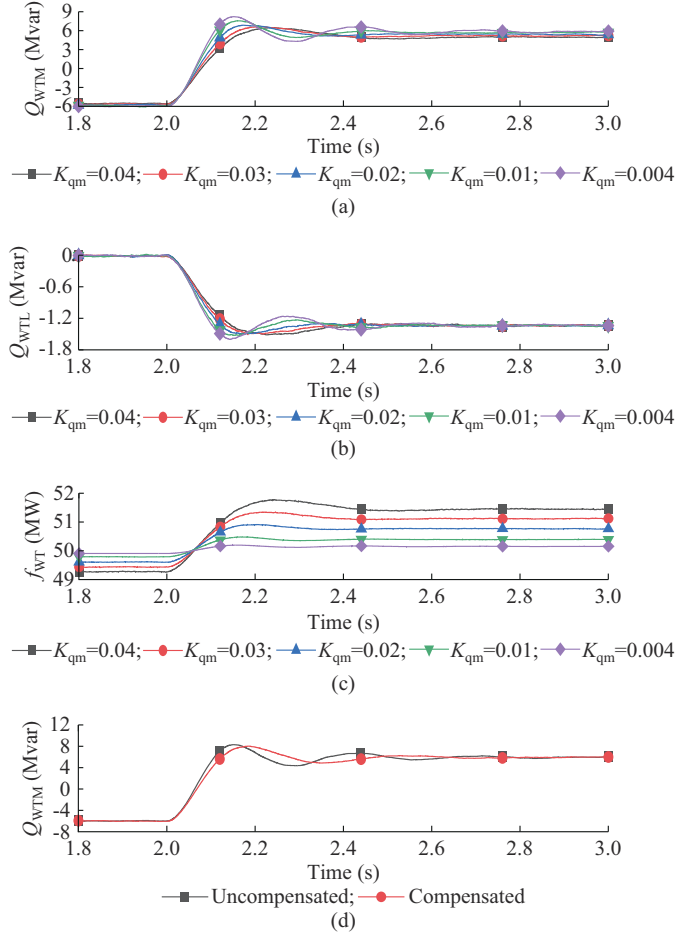 9
6
3
0
-3
-6
Q_WTM (Mvar)
1.8 2.0 2.2 2.4 2.6 2.8 3.0
Time (s)
K_qm=0.04; K_qm=0.03; K_qm=0.02; K_qm=0.01; K_qm=0.004
(a)
0
-0.6
-1.2
-1.8
Q_WTL (Mvar)
1.8 2.0 2.2 2.4 2.6 2.8 3.0
Time (s)
K_qm=0.04; K_qm=0.03; K_qm=0.02; K_qm=0.01; K_qm=0.004
(b)
52
51
50
49
f_WT (MW)
1.8 2.0 2.2 2.4 2.6 2.8 3.0
Time (s)
K_qm=0.04; K_qm=0.03; K_qm=0.02; K_qm=0.01; K_qm=0.004
(c)
12
8
4
0
-4
-8
Q_WTM (Mvar)
1.8 2.0 2.2 2.4 2.6 2.8 3.0
Time (s)
Uncompensated; Compensated
(d)